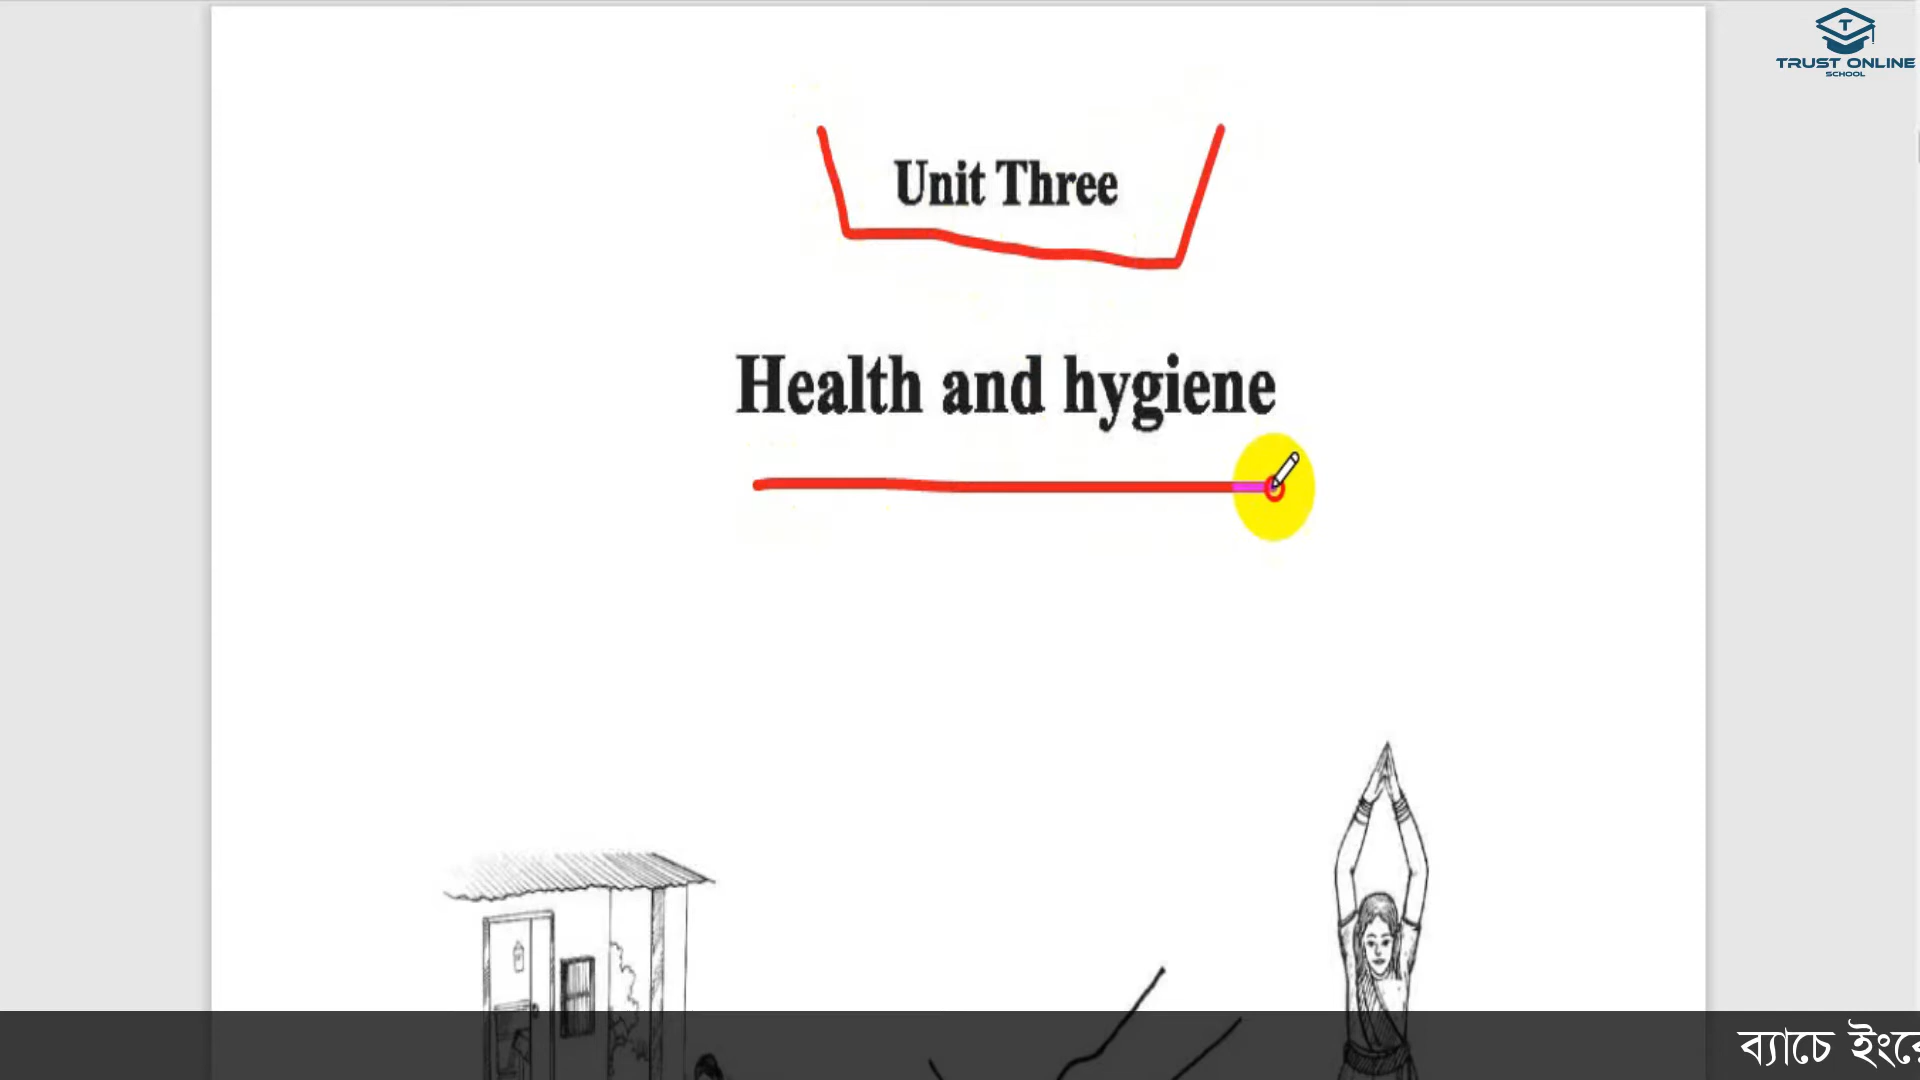 T
TRUST ONLINE
SCHOOL
Unit Three
Health and hygiene
ব্যাচে